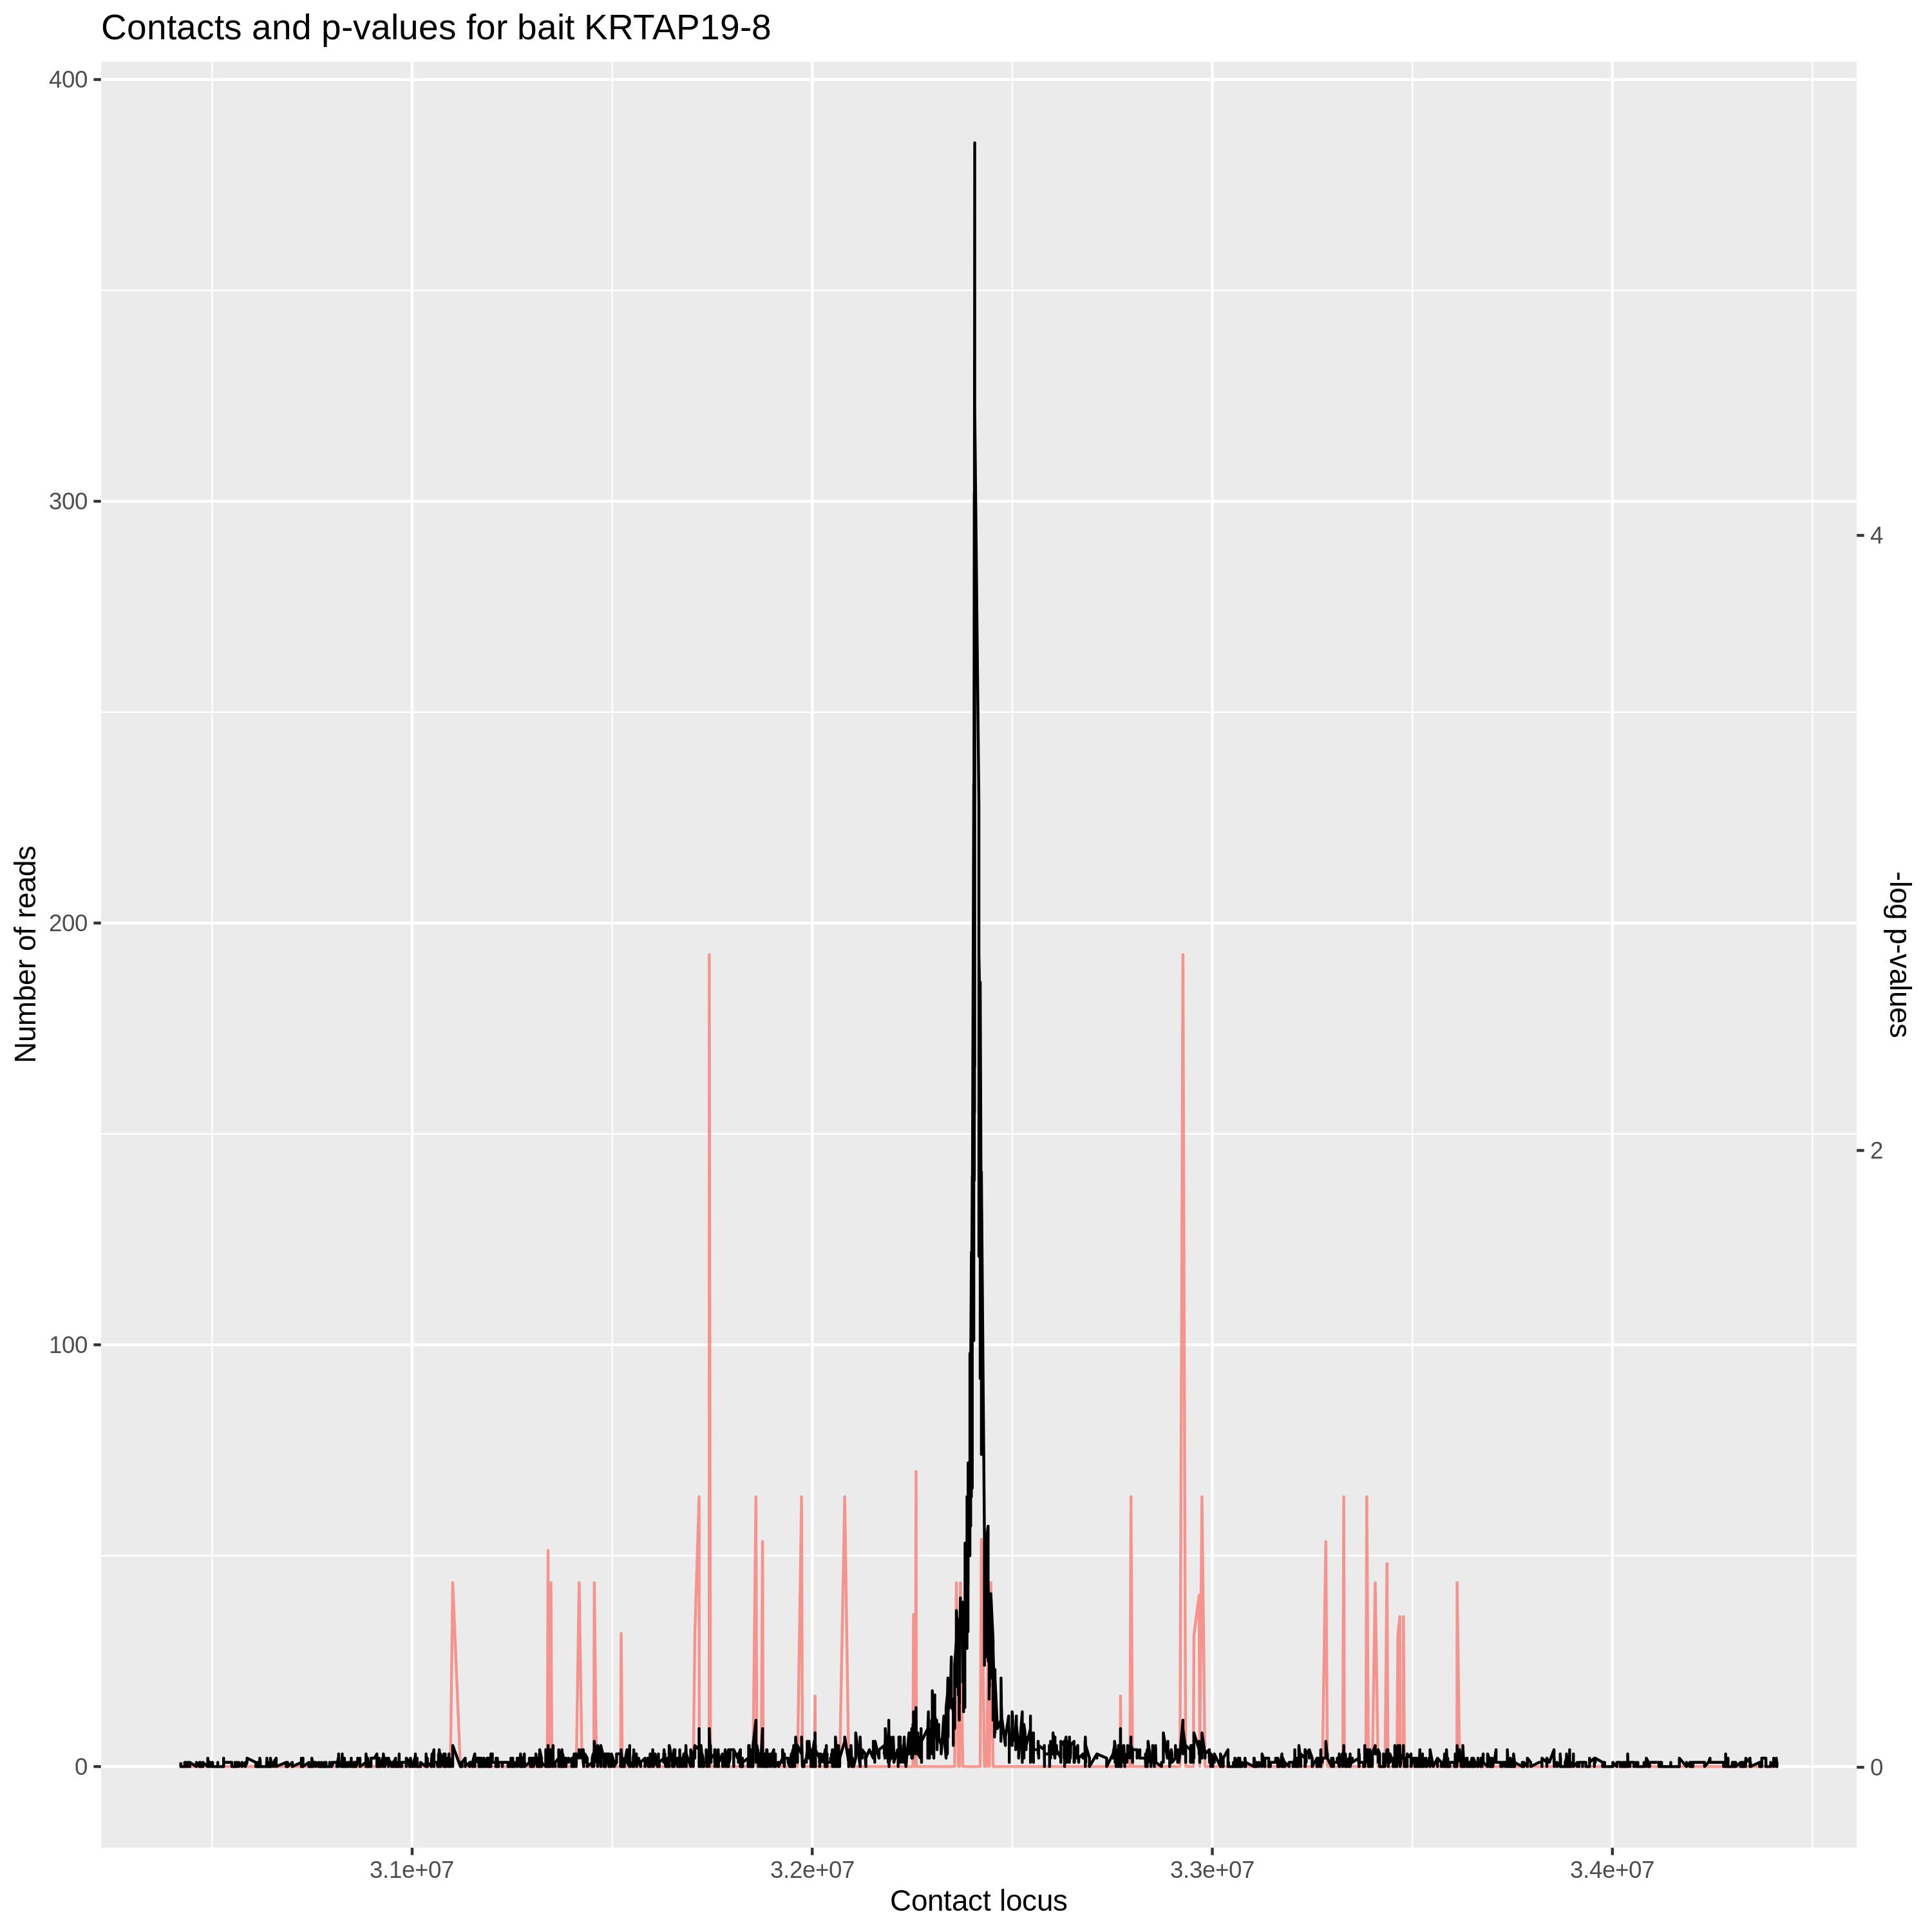 Contacts and p-values for bait KRTAP19-8
400
300
200
100
0
4
2
0
Number of reads
-log p-values
3.1e+07 3.2e+07 3.3e+07 3.4e+07
Contact locus